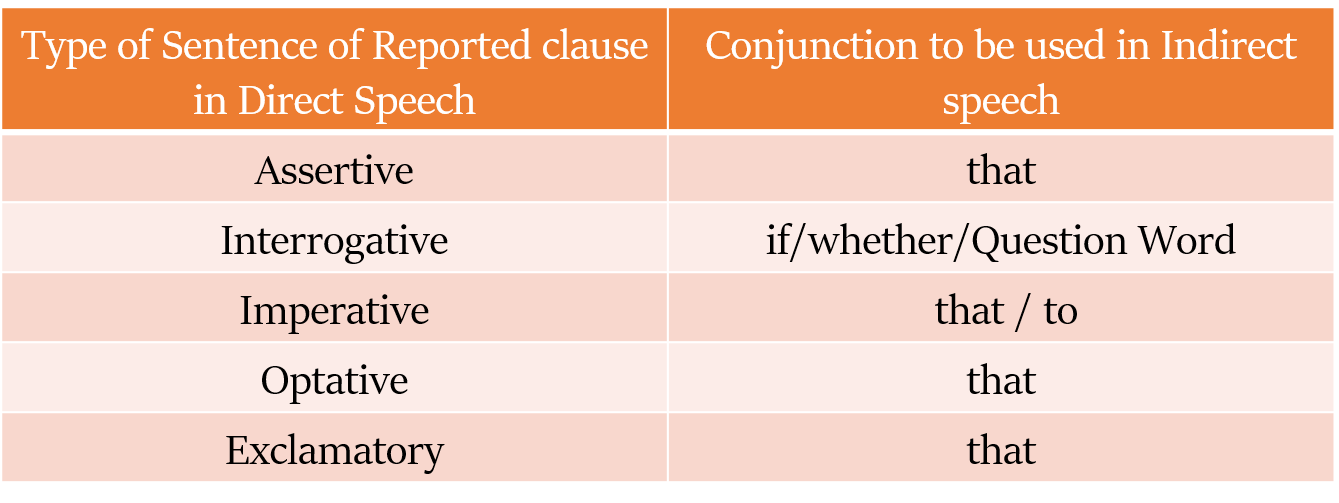 Type of Sentence of Reported clause
in Direct Speech
Conjunction to be used in Indirect
speech
Assertive
that
Interrogative
if/whether/Question Word
Imperative
that / to
Optative
that
Exclamatory
that